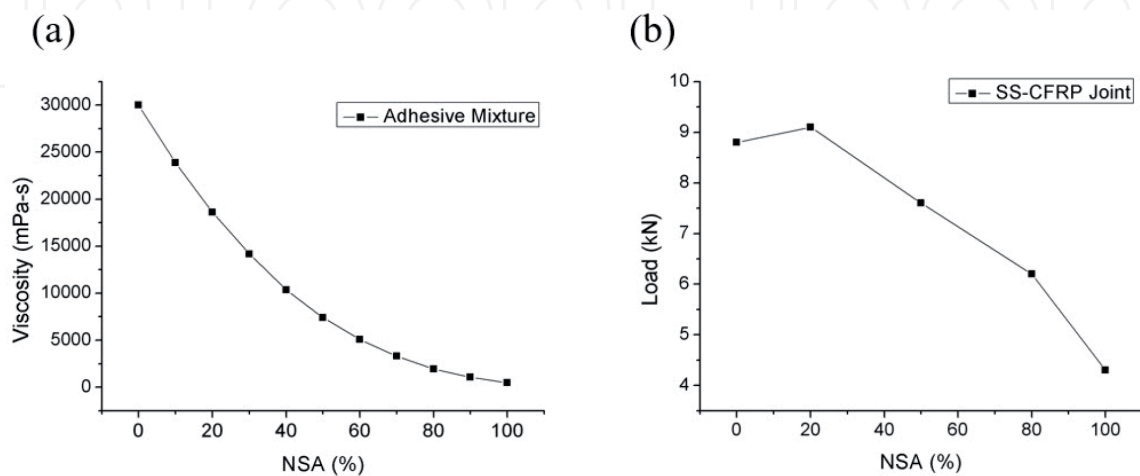 (a)
30000
25000
20000
15000
10000
5000
0
Viscosity (mPa-s)
Adhesive Mixture
0 20 40 60 80 100
NSA (%)
(b)
10
9
8
7
6
5
4
Load (kN)
SS-CFRP Joint
0 20 40 60 80 100
NSA (%)